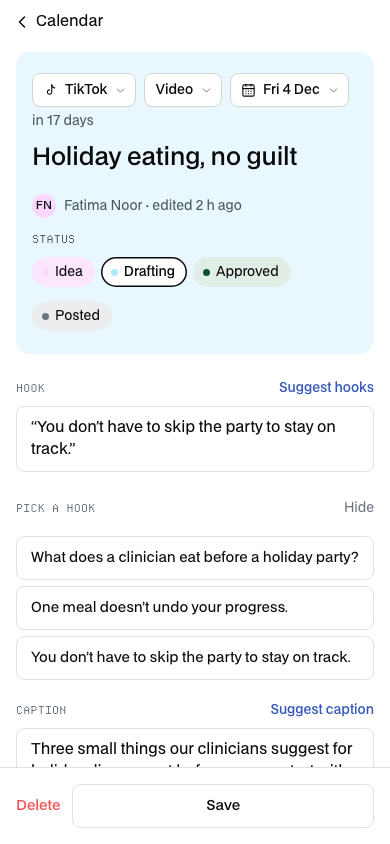 Calendar
TikTok
Video
Fri 4 Dec
in 17 days
Holiday eating, no guilt
FN
Fatima Noor · edited 2 h ago
STATUS
Idea
Drafting
Approved
Posted
HOOK
Suggest hooks
“You don’t have to skip the party to stay on
track.”
PICK A HOOK
Hide
What does a clinician eat before a holiday party?
One meal doesn’t undo your progress.
You don’t have to skip the party to stay on track.
CAPTION
Suggest caption
Three small things our clinicians suggest for
Delete
Save